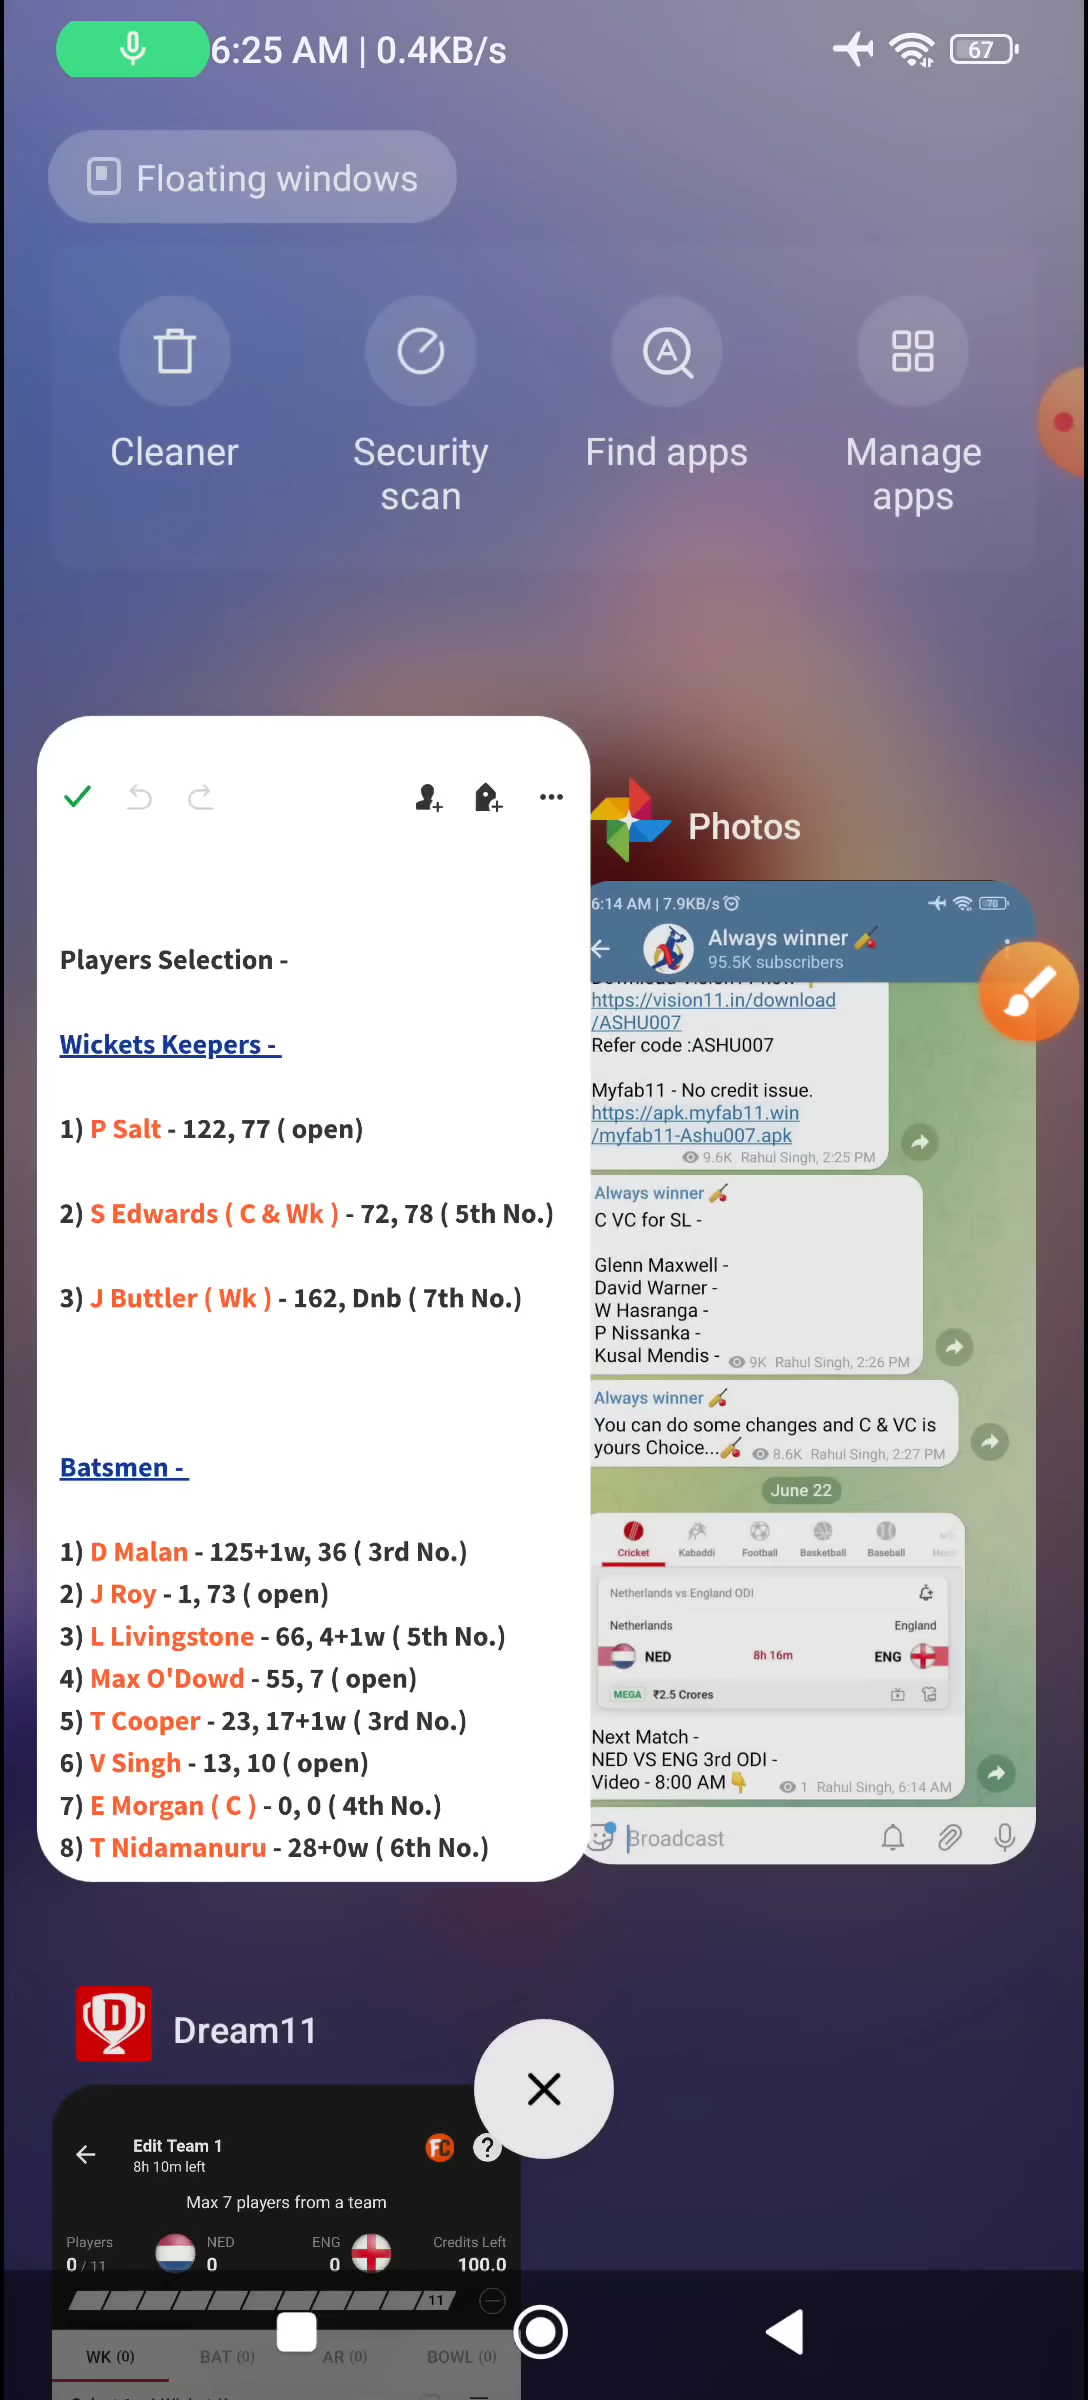 6:25 AM | 0.4KB/s
67
Floating windows
Cleaner
Security scan
Find apps
Manage apps
Players Selection -
Wickets Keepers -
1) P Salt - 122, 77 ( open)
2) S Edwards ( C & Wk ) - 72, 78 ( 5th No.)
3) J Buttler ( Wk ) - 162, Dnb ( 7th No.)
Batsmen -
1) D Malan - 125+1w, 36 ( 3rd No.)
2) J Roy - 1, 73 ( open)
3) L Livingstone - 66, 4+1w ( 5th No.)
4) Max O'Dowd - 55, 7 ( open)
5) T Cooper - 23, 17+1w ( 3rd No.)
6) V Singh - 13, 10 ( open)
7) E Morgan ( C ) - 0, 0 ( 4th No.)
8) T Nidamanuru - 28+0w ( 6th No.)
Photos
6:14 AM | 7.9KB/s
70
Always winner
95.5K subscribers
https://vision11.in/download
/ASHU007
Refer code :ASHU007
Myfab11 - No credit issue.
https://apk.myfab11.win
/myfab11-Ashu007.apk
9.6K Rahul Singh, 2:25 PM
Always winner
C VC for SL -
Glenn Maxwell -
David Warner -
W Hasranga -
P Nissanka -
Kusal Mendis -
9K Rahul Singh, 2:26 PM
Always winner
You can do some changes and C & VC is
yours Choice...
8.6K Rahul Singh, 2:27 PM
June 22
Cricket Kabaddi Football Basketball Baseball
Netherlands vs England ODI
Netherlands England
NED 8h 16m ENG
MEGA ₹2.5 Crores
Next Match -
NED VS ENG 3rd ODI -
Video - 8:00 AM
1 Rahul Singh, 6:14 AM
Broadcast
Dream11
Edit Team 1
8h 10m left
FC
?
Max 7 players from a team
Players NED ENG Credits Left
0 / 11 0 0 100.0
11
WK (0) BAT (0) AR (0) BOWL (0)